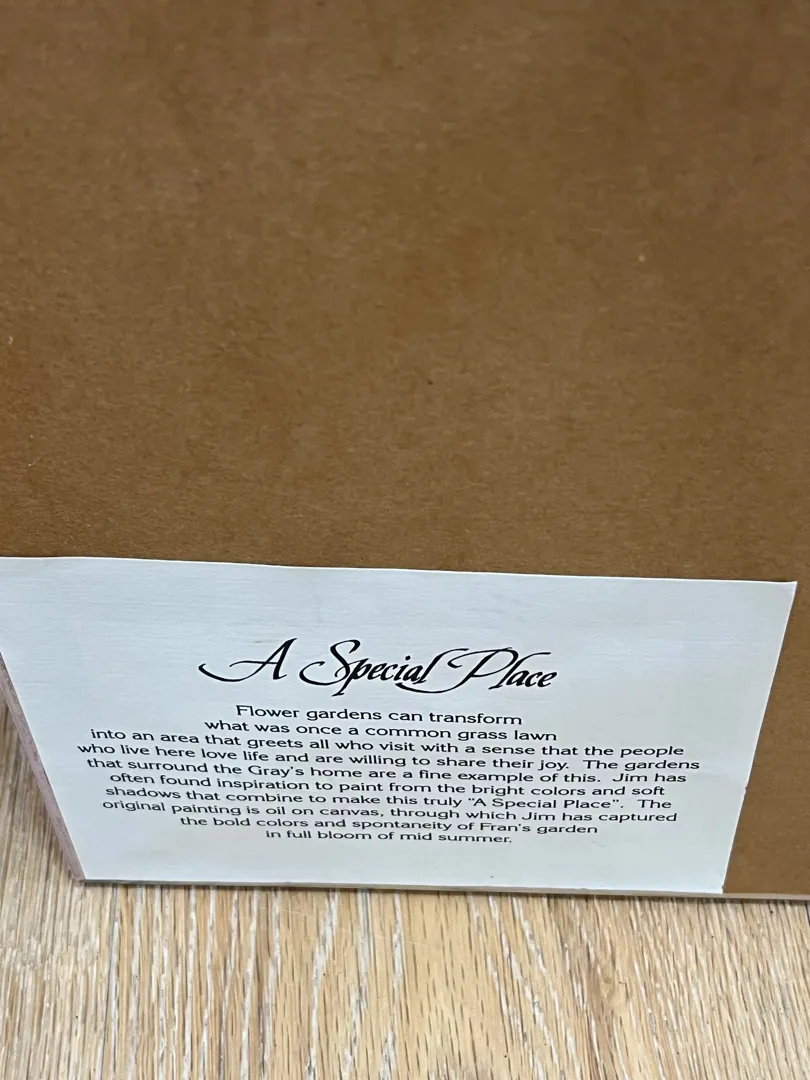 A Special Place
Flower gardens can transform
what was once a common grass lawn
into an area that greets all who visit with a sense that the people
who live here love life and are willing to share their joy. The gardens
that surround the Gray's home are a fine example of this. Jim has
often found inspiration to paint from the bright colors and soft
shadows that combine to make this truly "A Special Place". The
original painting is oil on canvas, through which Jim has captured
the bold colors and spontaneity of Fran's garden
in full bloom of mid summer.